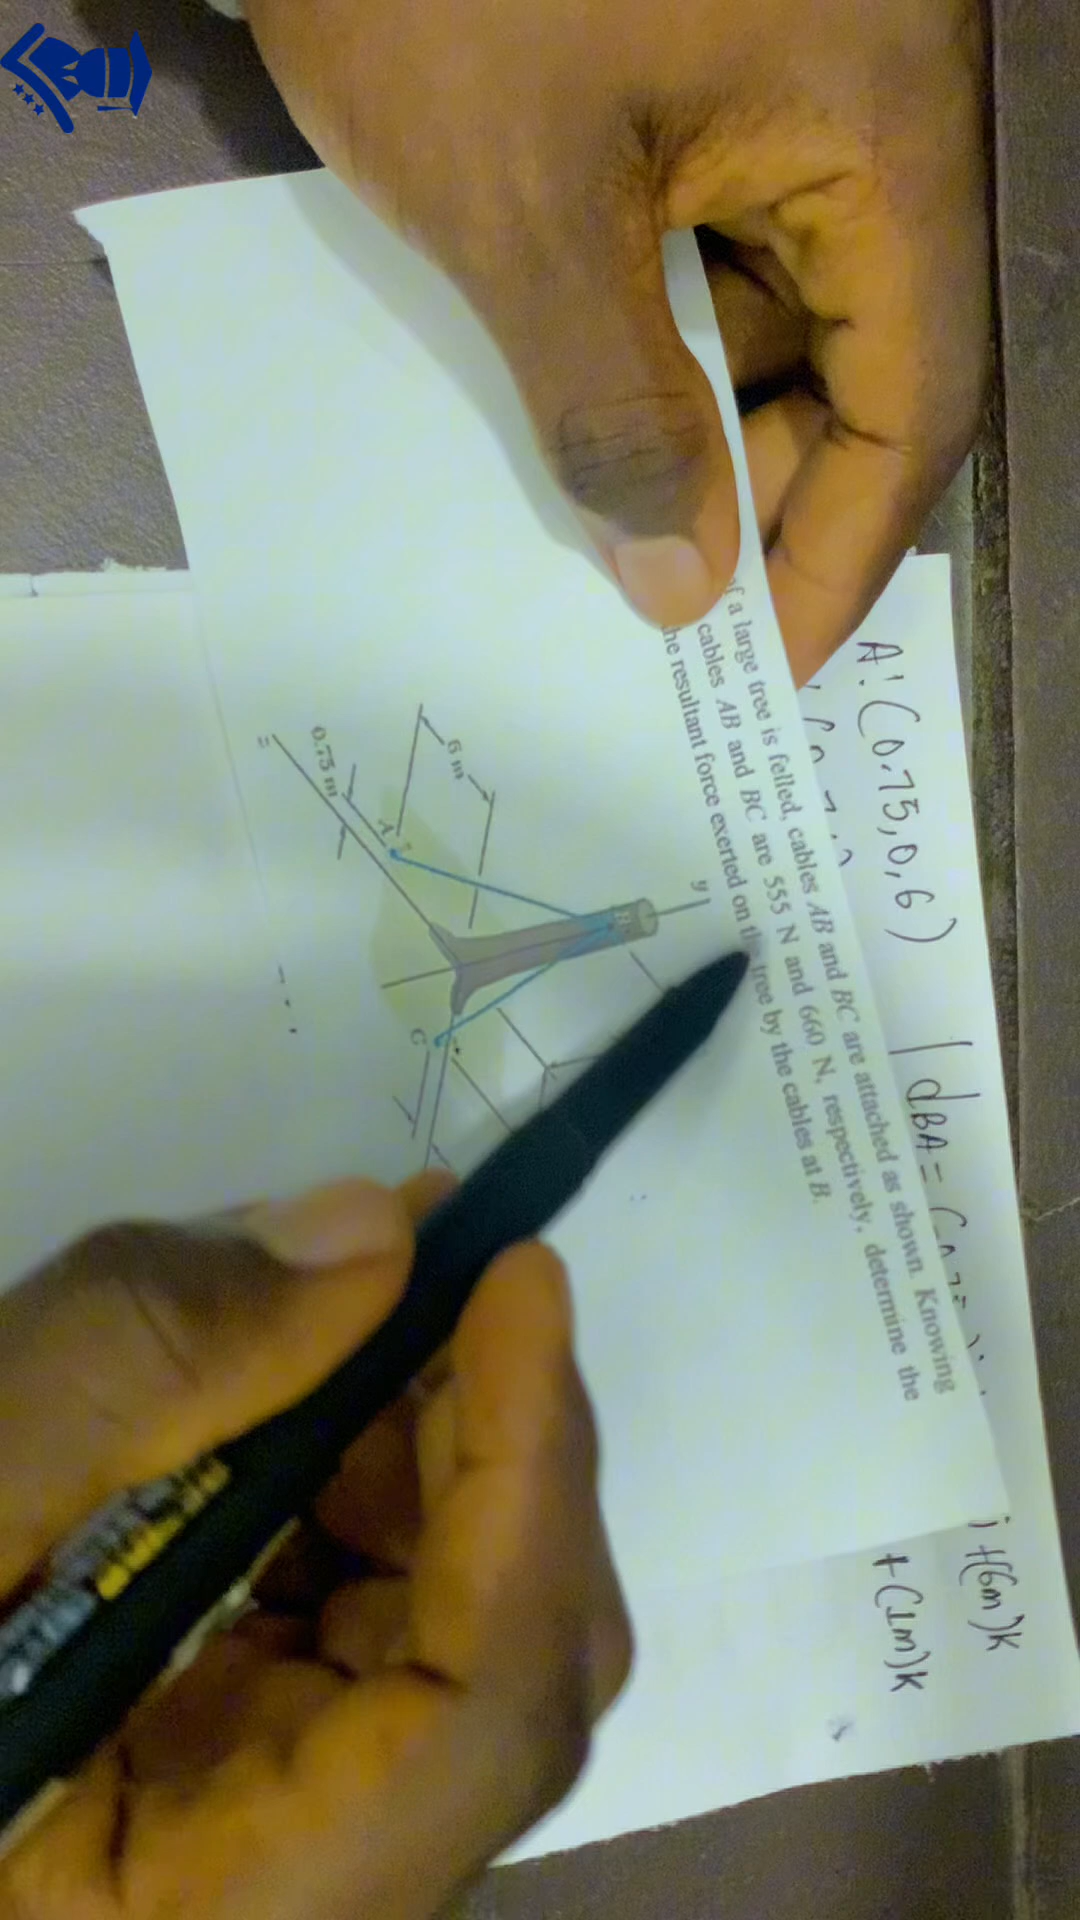 of a large tree is felled, cables AB and BC are attached as shown. Knowing
cables AB and BC are 555 N and 660 N, respectively, determine the
the resultant force exerted on the tree by the cables at B.
y
B
6 m
A
0.75 m
C
A: (0.75, 0, 6)
dBA = (
j + (6m)k
+ (1m)k